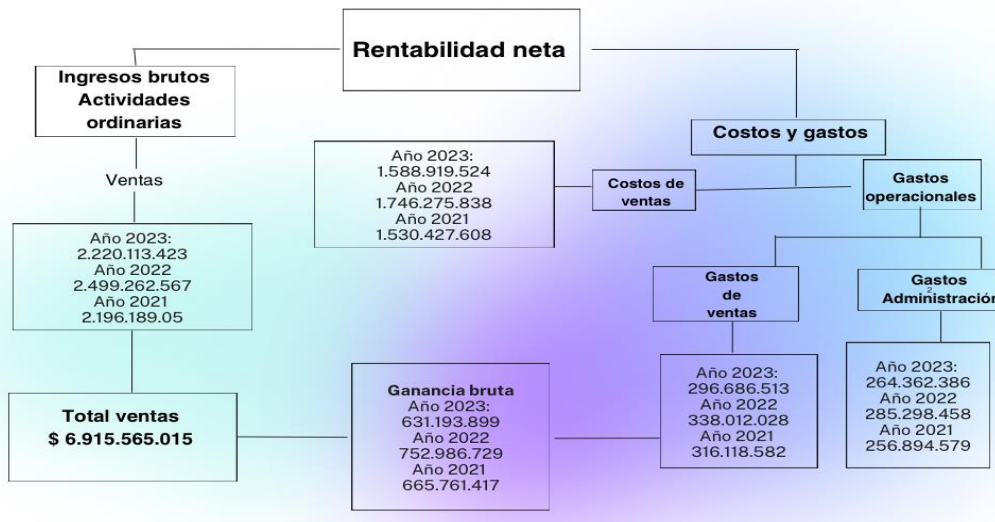 Rentabilidad neta
Ingresos brutos
Actividades
ordinarias
Ventas
Año 2023:
2.220.113.423
Año 2022
2.499.262.567
Año 2021
2.196.189.05
Total ventas
$ 6.915.565.015
Costos y gastos
Costos de
ventas
Año 2023:
1.588.919.524
Año 2022
1.746.275.838
Año 2021
1.530.427.608
Gastos
operacionales
Gastos
de
ventas
Año 2023:
296.686.513
Año 2022
338.012.028
Año 2021
316.118.582
Gastos
2
Administración
Año 2023:
264.362.386
Año 2022
285.298.458
Año 2021
256.894.579
Ganancia bruta
Año 2023:
631.193.899
Año 2022
752.986.729
Año 2021
665.761.417